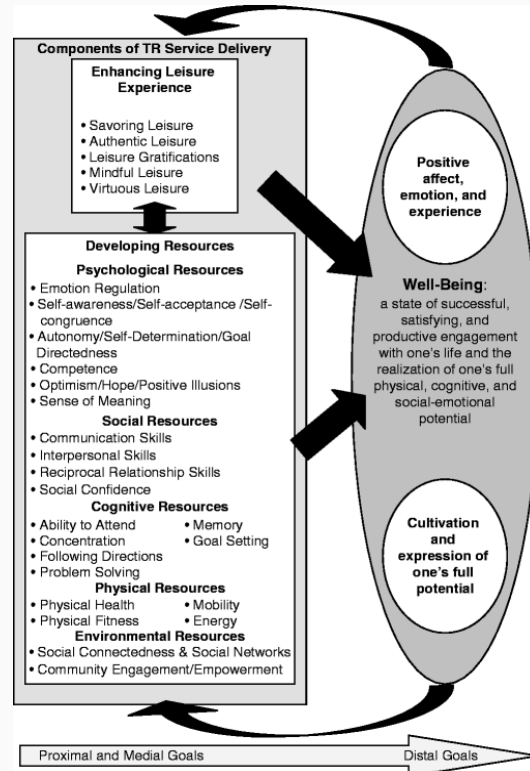 Components of TR Service Delivery
Enhancing Leisure
Experience
• Savoring Leisure
• Authentic Leisure
• Leisure Gratifications
• Mindful Leisure
• Virtuous Leisure
Developing Resources
Psychological Resources
• Emotion Regulation
• Self-awareness/Self-acceptance /Self-
congruence
• Autonomy/Self-Determination/Goal
Directedness
• Competence
• Optimism/Hope/Positive Illusions
• Sense of Meaning
Social Resources
• Communication Skills
• Interpersonal Skills
• Reciprocal Relationship Skills
• Social Confidence
Cognitive Resources
• Ability to Attend • Memory
• Concentration • Goal Setting
• Following Directions
• Problem Solving
Physical Resources
• Physical Health • Mobility
• Physical Fitness • Energy
Environmental Resources
• Social Connectedness & Social Networks
• Community Engagement/Empowerment
Positive
affect,
emotion, and
experience
Well-Being:
a state of successful,
satisfying, and
productive engagement
with one's life and the
realization of one's full
physical, cognitive, and
social-emotional
potential
Cultivation
and
expression of
one's full
potential
Proximal and Medial Goals Distal Goals